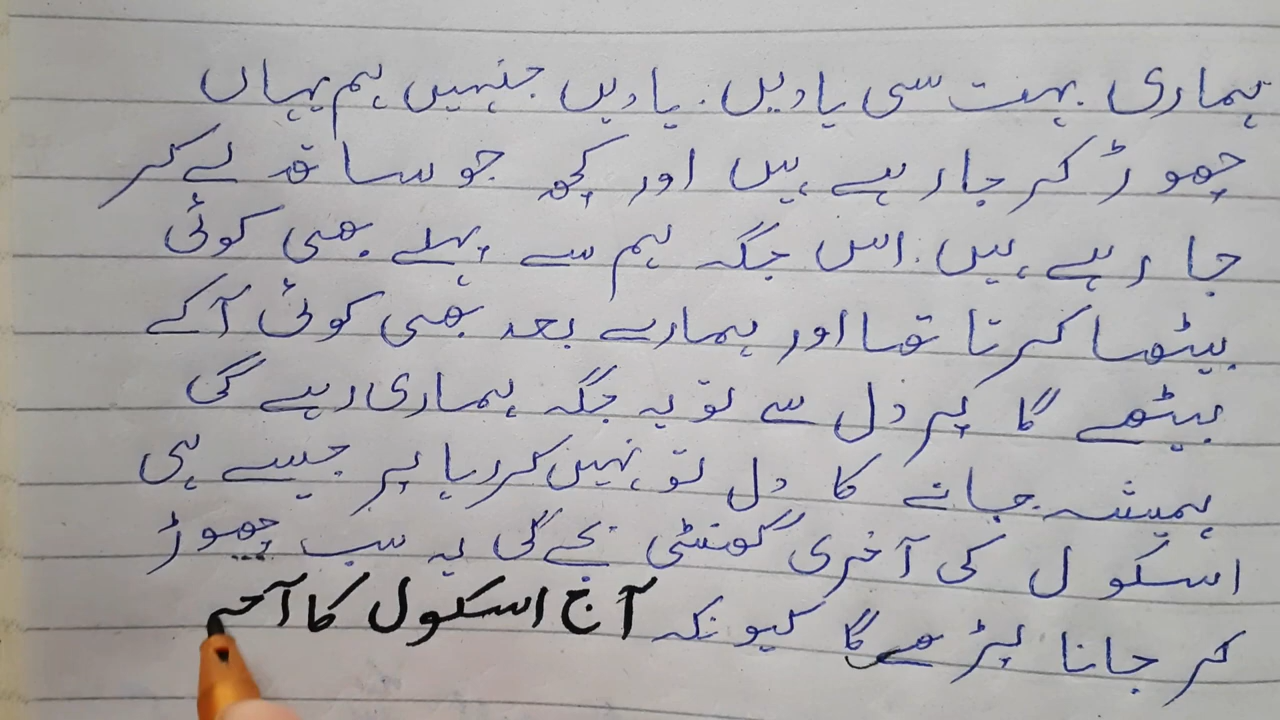 ہماری بہت سی یادیں۔ یادیں جنہیں ہم یہاں
چھوڑ کر جا رہے ہیں اور کچھ جو ساتھ لے کر
جا رہے ہیں۔ اس جگہ ہم سے پہلے بھی کوئی
بیٹھا کرتا تھا اور ہمارے بعد بھی کوئی آ کے
بیٹھے گا پر دل سے تو یہ جگہ ہماری رہے گی
ہمیشہ۔ جانے کا دل تو نہیں کر رہا پر جیسے ہی
اسکول کی آخری گھنٹی بجے گی یہ سب چھوڑ
کر جانا پڑے گا کیونکہ آج اسکول کا آخر